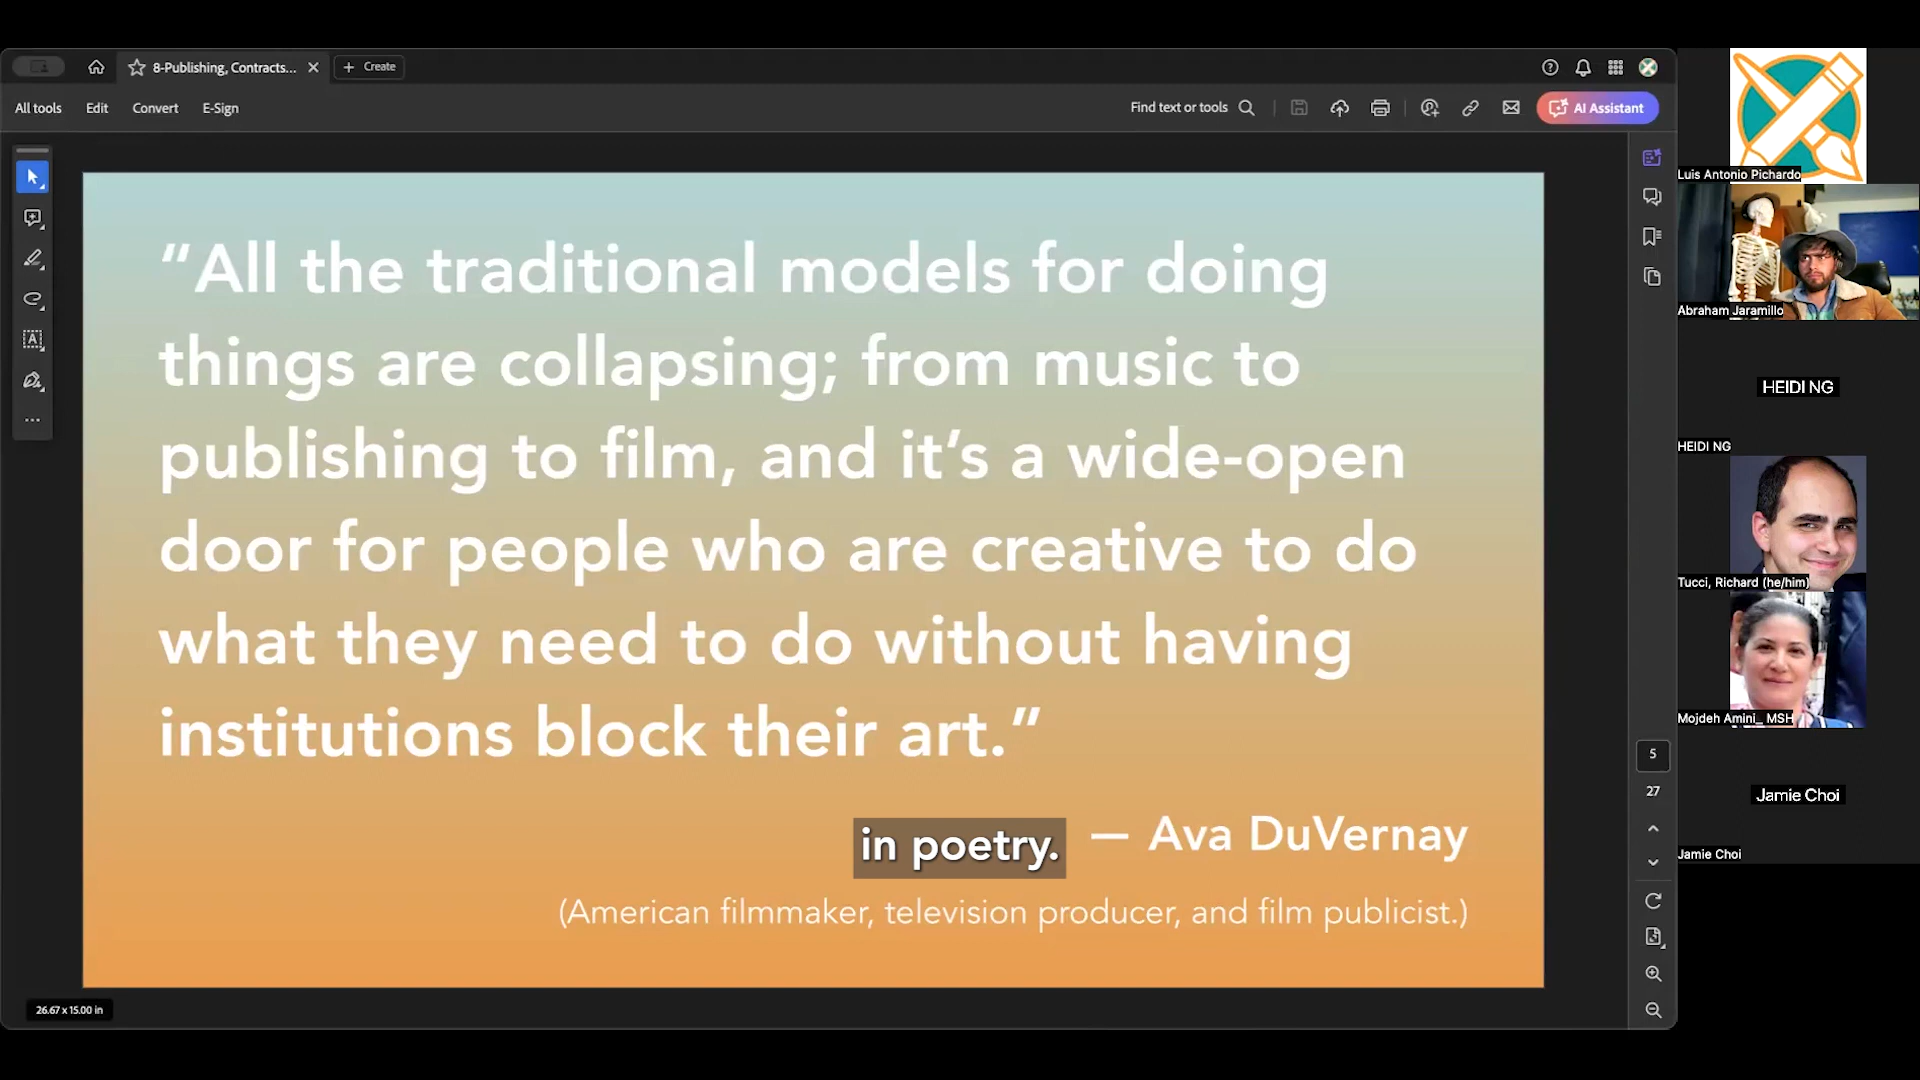 8-Publishing, Contracts...
Create
All tools
Edit
Convert
E-Sign
Find text or tools
AI Assistant
“All the traditional models for doing
things are collapsing; from music to
publishing to film, and it’s a wide-open
door for people who are creative to do
what they need to do without having
institutions block their art.”
— Ava DuVernay
in poetry.
(American filmmaker, television producer, and film publicist.)
26.67 x 15.00 in
5
27
Luis Antonio Pichardo
Abraham Jaramillo
HEIDI NG
HEIDI NG
Tucci, Richard (he/him)
Mojdeh Amini_ MSH
Jamie Choi
Jamie Choi